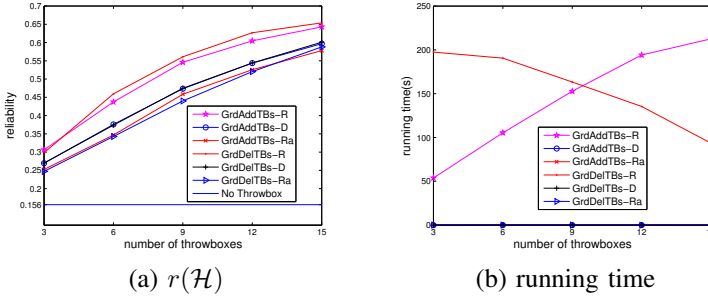 0.7
0.65
0.6
0.55
0.5
0.45
0.4
0.35
0.3
0.25
0.2
0.156
reliability
GrdAddTBs−R
GrdAddTBs−D
GrdAddTBs−Ra
GrdDelTBs−R
GrdDelTBs−D
GrdDelTBs−Ra
No Throwbox
3 6 9 12 15
number of throwboxes
(a) r(ℋ)
250
200
150
100
50
0
running time(s)
GrdAddTBs−R
GrdAddTBs−D
GrdAddTBs−Ra
GrdDelTBs−R
GrdDelTBs−D
GrdDelTBs−Ra
3 6 9 12
number of throwboxes
(b) running time